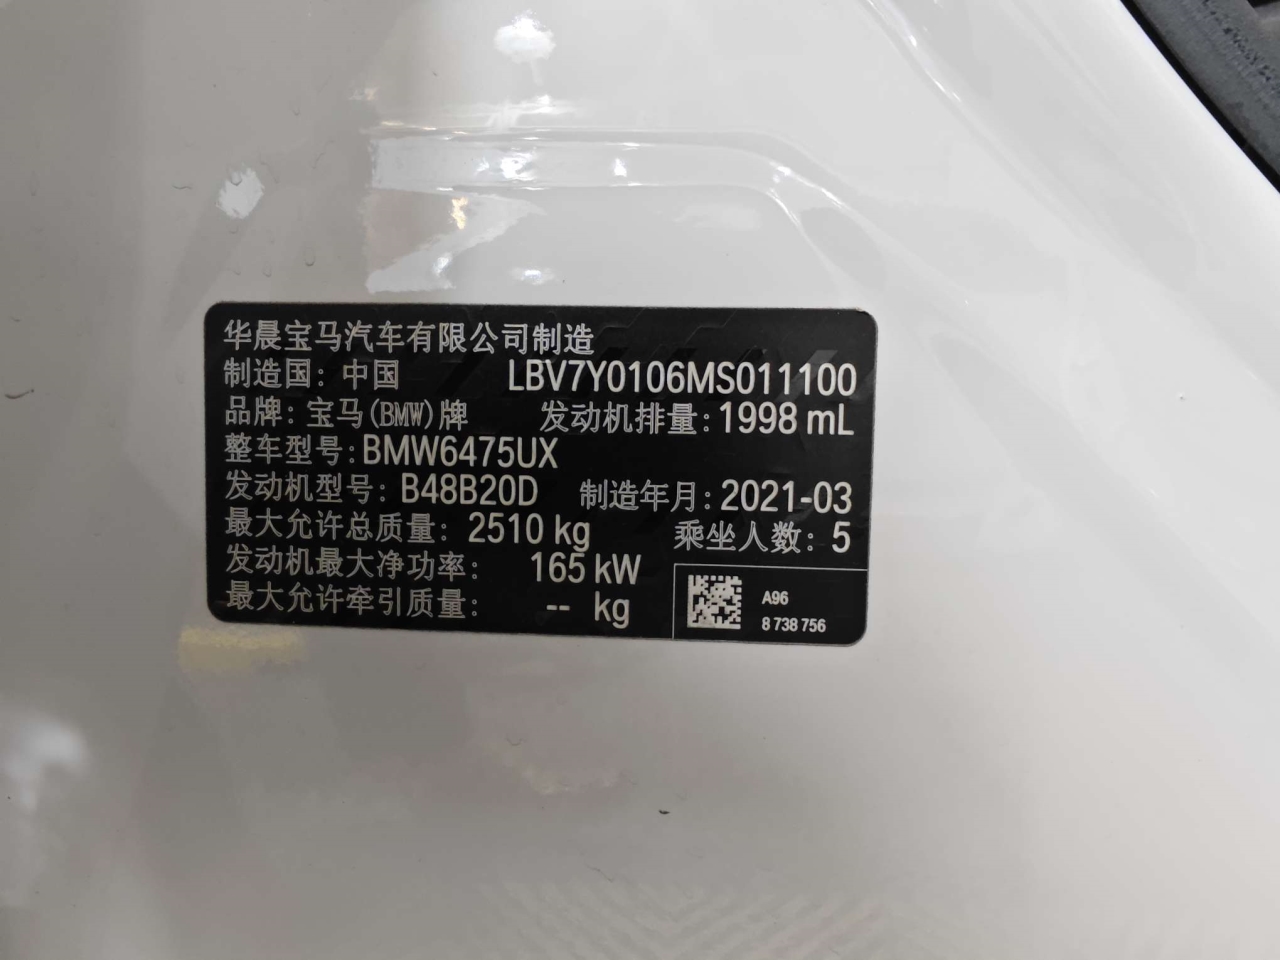 华晨宝马汽车有限公司制造
制造国：中国 LBV7Y0106MS011100
品牌：宝马(BMW)牌 发动机排量：1998 mL
整车型号：BMW6475UX
发动机型号：B48B20D 制造年月：2021-03
最大允许总质量：2510 kg 乘坐人数：5
发动机最大净功率： 165 kW
最大允许牵引质量： -- kg
A96
8 738 756